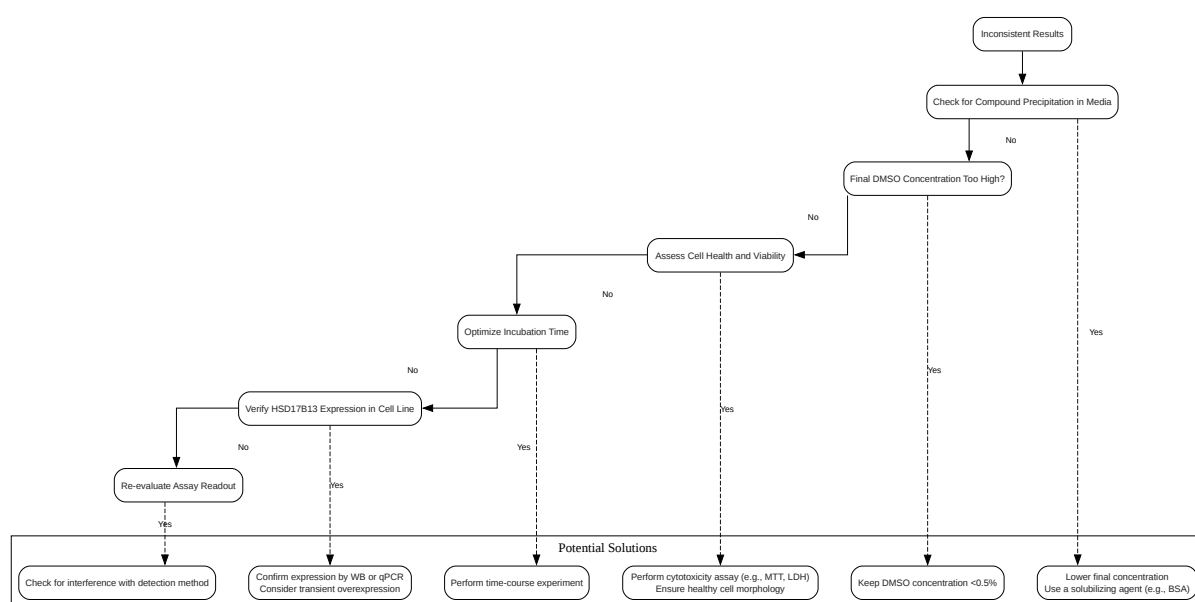 Inconsistent Results
Check for Compound Precipitation in Media
No
Final DMSO Concentration Too High?
No
Assess Cell Health and Viability
No
Optimize Incubation Time
Yes
No
Yes
Verify HSD17B13 Expression in Cell Line
Yes
No
Yes
Re-evaluate Assay Readout
Yes
Yes
Potential Solutions
Check for interference with detection method
Confirm expression by WB or qPCR
Consider transient overexpression
Perform time-course experiment
Perform cytotoxicity assay (e.g., MTT, LDH)
Ensure healthy cell morphology
Keep DMSO concentration <0.5%
Lower final concentration
Use a solubilizing agent (e.g., BSA)